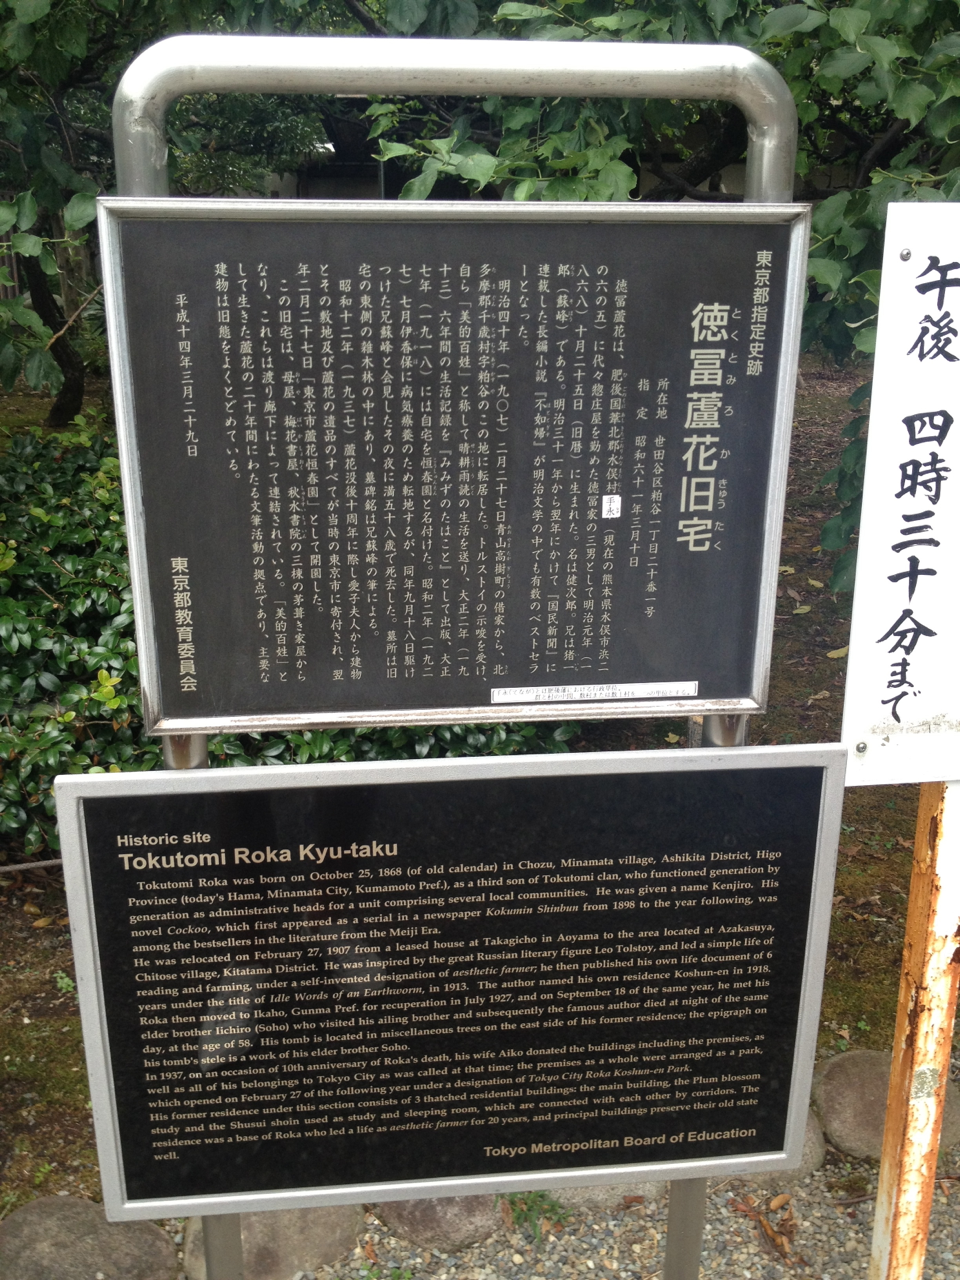 東京都指定史跡
徳冨蘆花旧宅
とくとみろかきゅうたく
所在地 世田谷区粕谷一丁目二十番一号
指定 昭和六十一年三月十日
徳冨蘆花は、肥後国葦北郡水俣村手永(現在の熊本県水俣市浜二
の六の五)に代々惣庄屋を勤めた徳冨家の三男として明治元年(一
八六八)十月二十五日(旧暦)に生まれた。名は健次郎。兄は猪一
郎(蘇峰)である。明治三十一年から翌年にかけて『国民新聞』に
連載した長編小説『不如帰』が明治文学の中でも有数のベストセラ
ーとなった。
明治四十年(一九〇七)二月二十七日青山高樹町の借家から、北
多摩郡千歳村字粕谷のこの地に転居した。トルストイの示唆を受け、
自ら「美的百姓」と称して晴耕雨読の生活を送り、大正二年(一九
十三)六年間の生活記録を『みみずのたはこと』として出版、大正
七年(一九一八)には自宅を恒春園と名付けた。昭和二年(一九二
七)七月伊香保に病気療養のため転地するが、同年九月十八日駆け
つけた兄蘇峰と会見したその夜に満五十八歳で死去した。墓所は旧
宅の東側の雑木林の中にあり、墓碑銘は兄蘇峰の筆による。
昭和十二年(一九三七)蘆花没後十周年に際し愛子夫人から建物
とその敷地及び蘆花の遺品のすべてが当時の東京市に寄付され、翌
年二月二十七日「東京市蘆花恒春園」として開園した。
この旧宅は、母屋、梅花書屋、秋水書院の三棟の茅葺き家屋から
なり、これらは渡り廊下によって連結されている。「美的百姓」と
して生きた蘆花の二十年間にわたる文筆活動の拠点であり、主要な
建物は旧態をよくとどめている。
平成十四年三月二十九日
東京都教育委員会
午後 四時三十分まで
Historic site
Tokutomi Roka Kyu-taku
Tokutomi Roka was born on October 25, 1868 (of old calendar) in Chozu, Minamata village, Ashikita District, Higo
Province (today's Hama, Minamata City, Kumamoto Pref.), as a third son of Tokutomi clan, who functioned generation by
generation as administrative heads for a unit comprising several local communities. He was given a name Kenjiro. His
novel Cockoo, which first appeared as a serial in a newspaper Kokumin Shinbun from 1898 to the year following, was
among the bestsellers in the literature from the Meiji Era.
He was relocated on February 27, 1907 from a leased house at Takagicho in Aoyama to the area located at Azakasuya,
Chitose village, Kitatama District. He was inspired by the great Russian literary figure Leo Tolstoy, and led a simple life of
reading and farming, under a self-invented designation of aesthetic farmer; he then published his own life document of 6
years under the title of Idle Words of an Earthworm, in 1913. The author named his own residence Koshun-en in 1918.
Roka then moved to Ikaho, Gunma Pref. for recuperation in July 1927, and on September 18 of the same year, he met his
elder brother Iichiro (Soho) who visited his ailing brother and subsequently the famous author died at night of the same
day, at the age of 58. His tomb is located in miscellaneous trees on the east side of his former residence; the epigraph on
his tomb's stele is a work of his elder brother Soho.
In 1937, on an occasion of 10th anniversary of Roka's death, his wife Aiko donated the buildings including the premises, as
well as all of his belongings to Tokyo City as was called at that time; the premises as a whole were arranged as a park,
which opened on February 27 of the following year under a designation of Tokyo City Roka Koshun-en Park.
His former residence under this section consists of 3 thatched residential buildings: the main building, the Plum blossom
study and the Shusui shoin used as study and sleeping room, which are connected with each other by corridors. The
residence was a base of Roka who led a life as aesthetic farmer for 20 years, and principal buildings preserve their old state
well.
Tokyo Metropolitan Board of Education